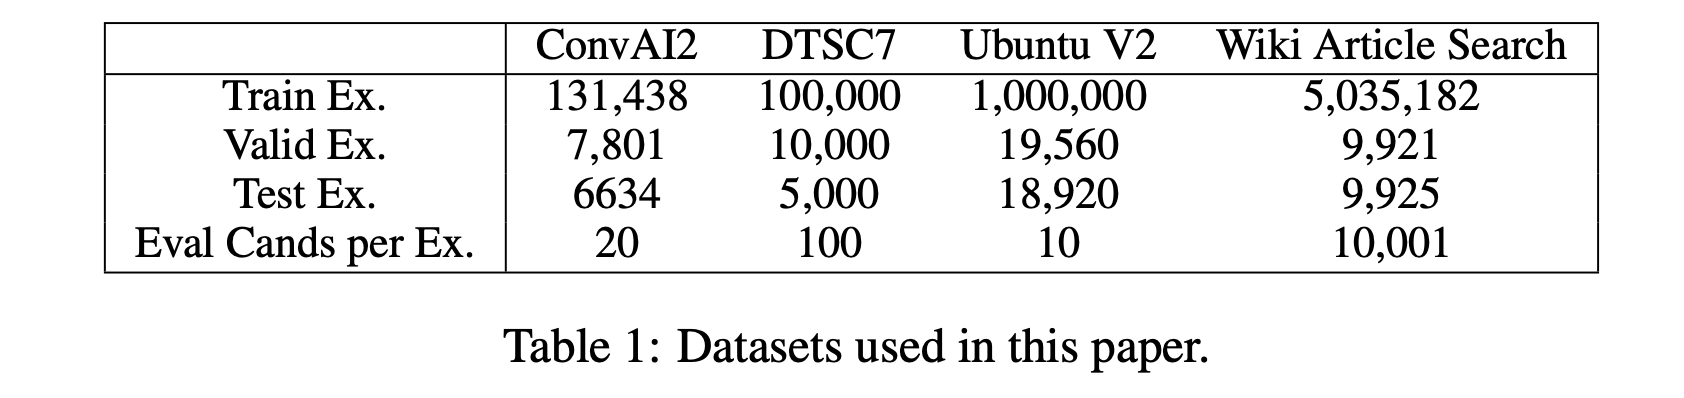 ConvAI2 DTSC7 Ubuntu V2 Wiki Article Search
Train Ex. 131,438 100,000 1,000,000 5,035,182
Valid Ex. 7,801 10,000 19,560 9,921
Test Ex. 6634 5,000 18,920 9,925
Eval Cands per Ex. 20 100 10 10,001
Table 1: Datasets used in this paper.